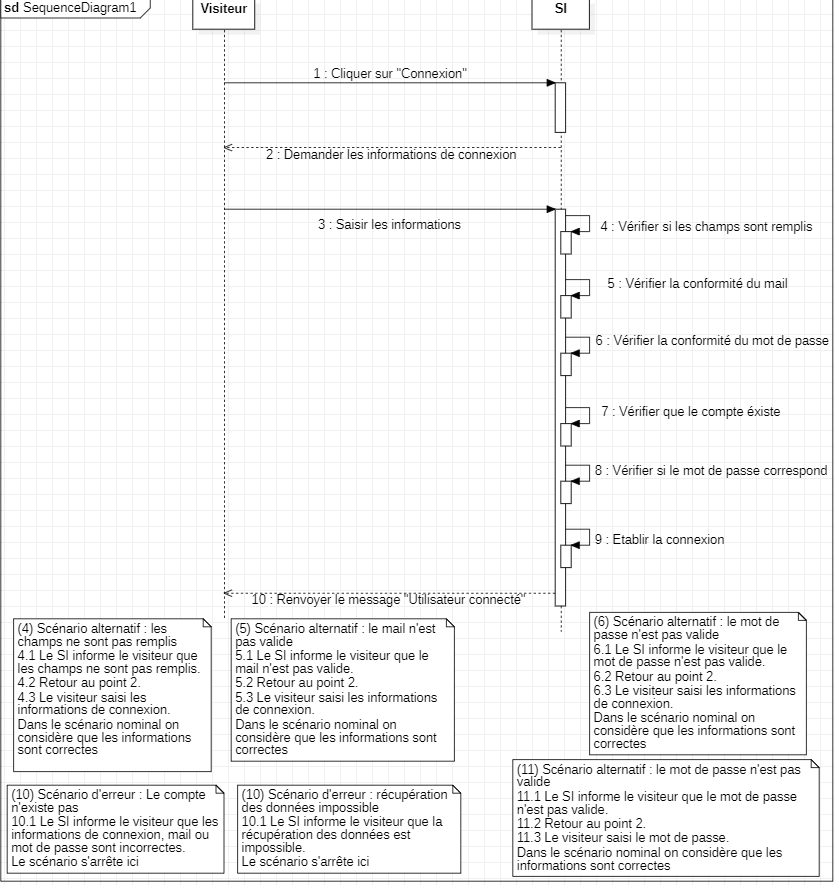 sd SequenceDiagram1
Visiteur
SI
1 : Cliquer sur "Connexion"
2 : Demander les informations de connexion
3 : Saisir les informations
4 : Vérifier si les champs sont remplis
5 : Vérifier la conformité du mail
6 : Vérifier la conformité du mot de passe
7 : Vérifier que le compte éxiste
8 : Vérifier si le mot de passe correspond
9 : Etablir la connexion
10 : Renvoyer le message "Utilisateur connecté"
(4) Scénario alternatif : les
champs ne sont pas remplis
4.1 Le SI informe le visiteur que
les champs ne sont pas remplis.
4.2 Retour au point 2.
4.3 Le visiteur saisi les
informations de connexion.
Dans le scénario nominal on
considère que les informations
sont correctes
(5) Scénario alternatif : le mail n'est
pas valide
5.1 Le SI informe le visiteur que le
mail n'est pas valide.
5.2 Retour au point 2.
5.3 Le visiteur saisi les informations
de connexion.
Dans le scénario nominal on
considère que les informations sont
correctes
(6) Scénario alternatif : le mot de
passe n'est pas valide
6.1 Le SI informe le visiteur que le
mot de passe n'est pas valide.
6.2 Retour au point 2.
6.3 Le visiteur saisi les informations
de connexion.
Dans le scénario nominal on
considère que les informations sont
correctes
(10) Scénario d'erreur : Le compte
n'existe pas
10.1 Le SI informe le visiteur que les
informations de connexion, mail ou
mot de passe sont incorrectes.
Le scénario s'arrête ici
(10) Scénario d'erreur : récupération
des données impossible
10.1 Le SI informe le visiteur que la
récupération des données est
impossible.
Le scénario s'arrête ici
(11) Scénario alternatif : le mot de passe n'est pas
valide
11.1 Le SI informe le visiteur que le mot de passe
n'est pas valide.
11.2 Retour au point 2.
11.3 Le visiteur saisi le mot de passe.
Dans le scénario nominal on considère que les
informations sont correctes